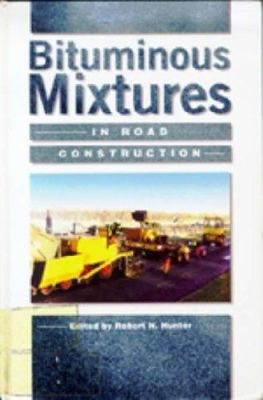 Bituminous
Mixtures
IN ROAD
CONSTRUCTION
Edited by Robert N. Hunter